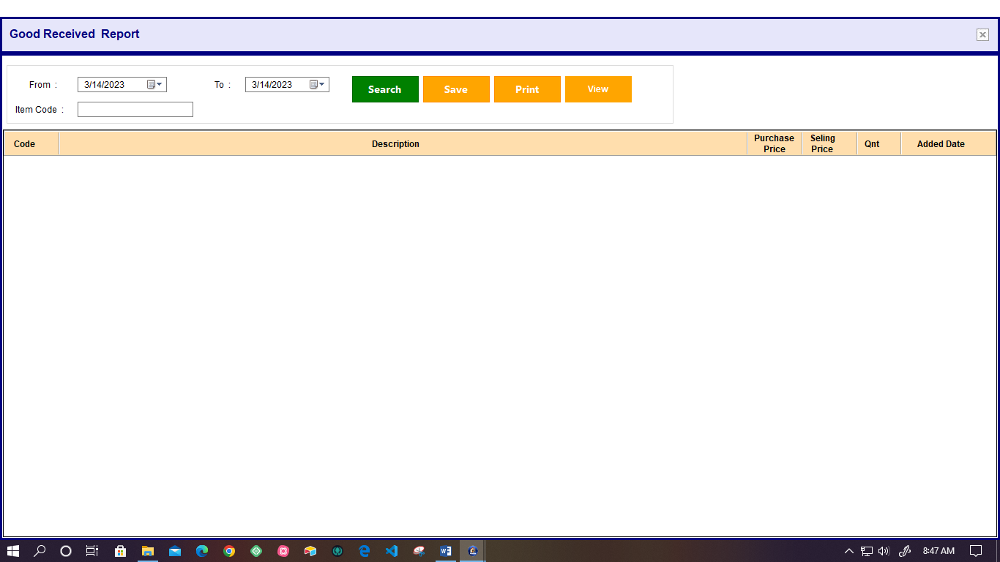 Good Received  Report
From  :
3/14/2023
To  :
3/14/2023
Search
Save
Print
View
Item Code  :
Code
Description
Purchase
Price
Seling
Price
Qnt
Added Date
8:47 AM